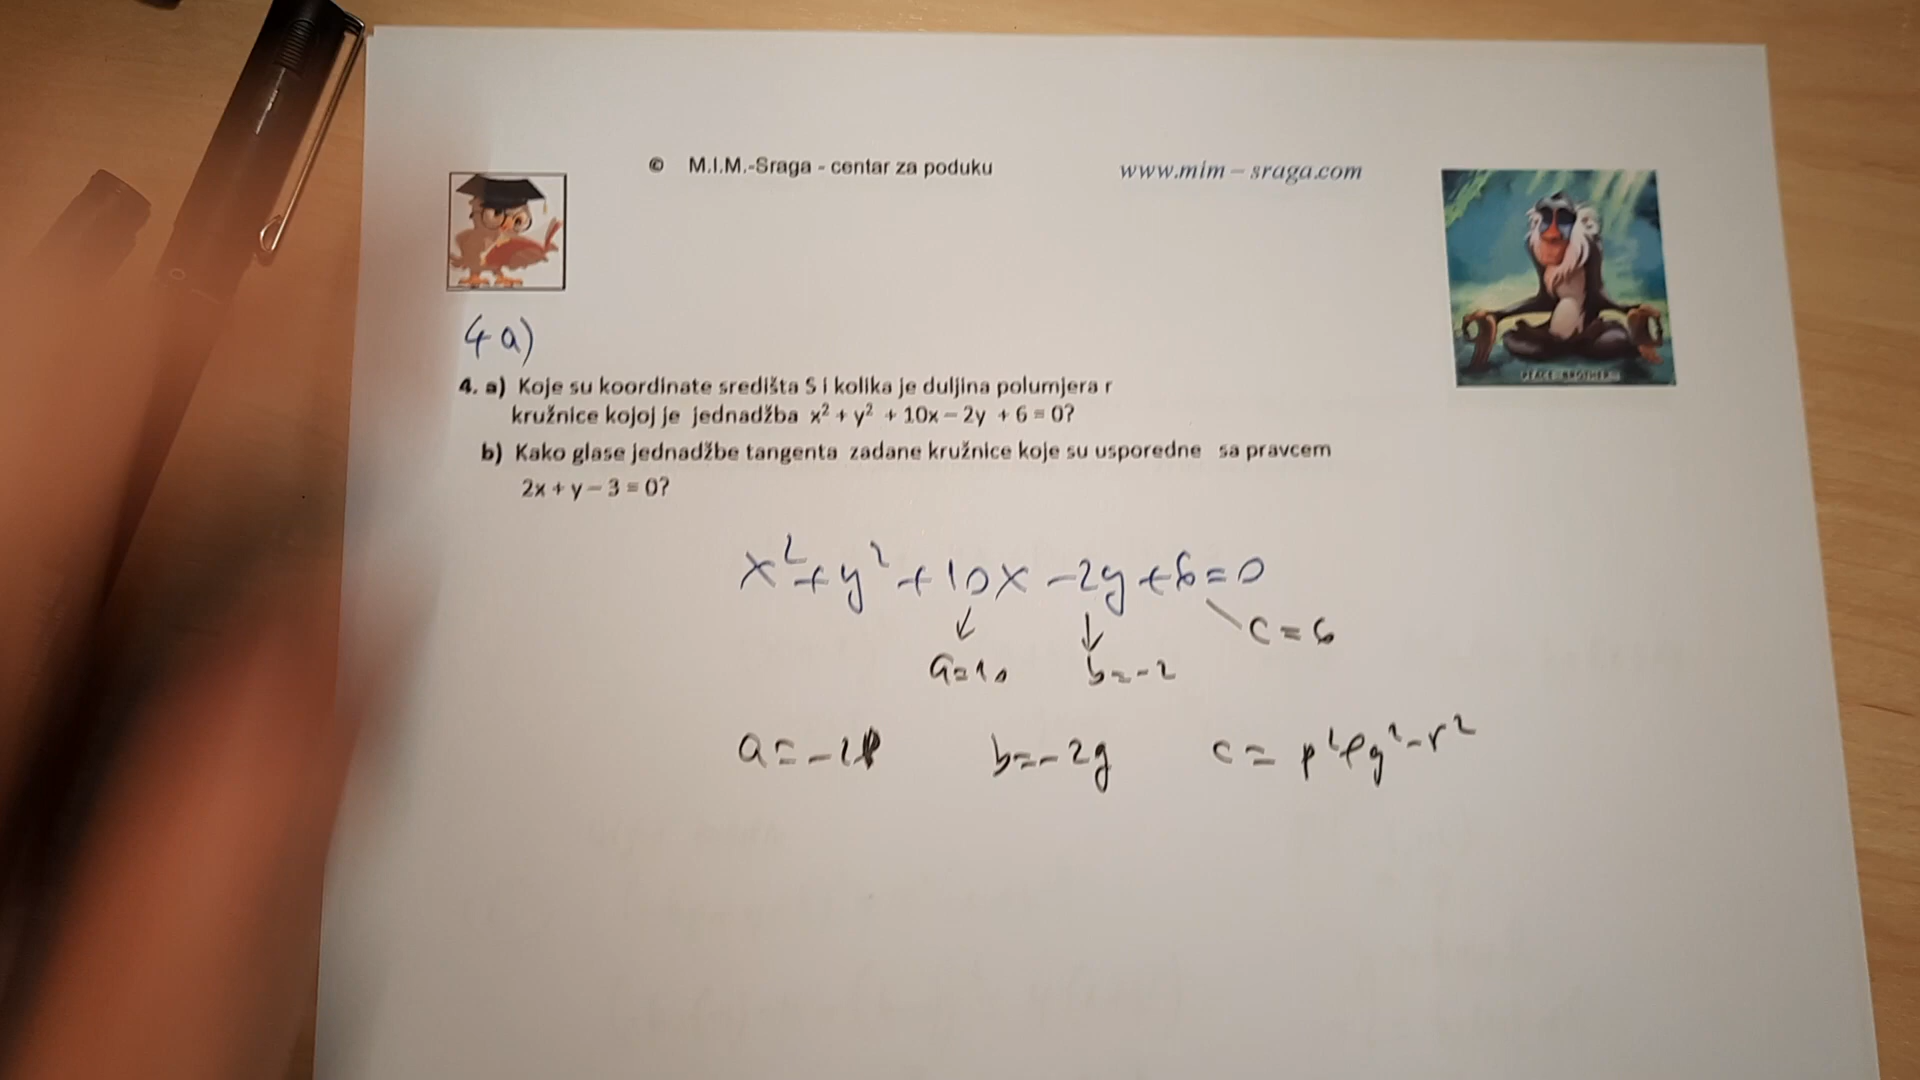 © M.I.M.-Sraga - centar za poduku www.mim – sraga.com
4 a)
4. a) Koje su koordinate središta S i kolika je duljina polumjera r
kružnice kojoj je jednadžba x² + y² + 10x – 2y + 6 = 0?
b) Kako glase jednadžbe tangenta zadane kružnice koje su usporedne sa pravcem
2x + y – 3 = 0?
x²+y²+10x-2y+6=0
c=6
a=10 b=-2
a=-2p b=-2q c=p²+q²-r²
PEACE BROTHER